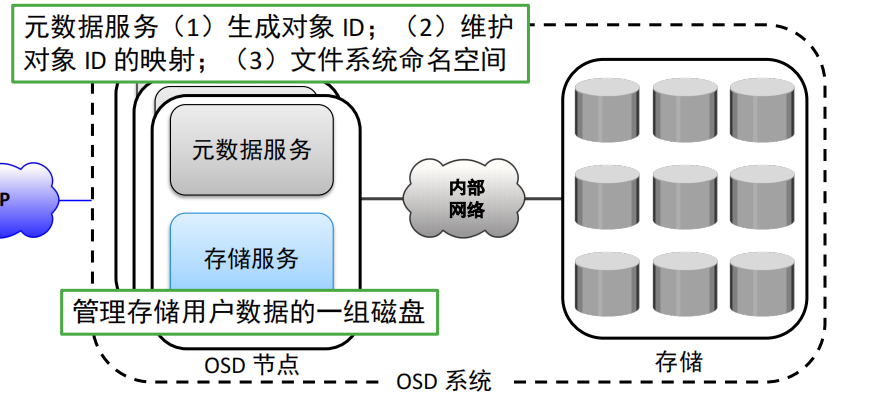 元数据服务（1）生成对象 ID；（2）维护
对象 ID 的映射；（3）文件系统命名空间
元数据服务
P
内部
网络
存储服务
管理存储用户数据的一组磁盘
OSD 节点
存储
OSD 系统